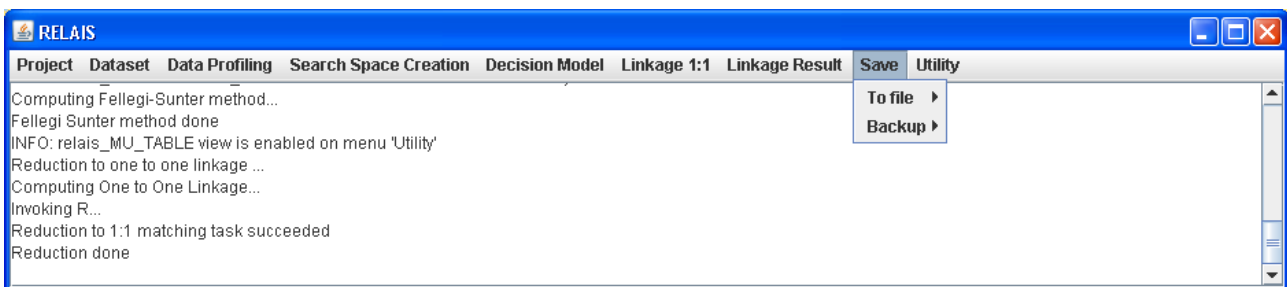 RELAIS
Project Dataset Data Profiling Search Space Creation Decision Model Linkage 1:1 Linkage Result Save Utility
To file
Backup
Computing Fellegi-Sunter method...
Fellegi Sunter method done
INFO: relais_MU_TABLE view is enabled on menu 'Utility'
Reduction to one to one linkage ...
Computing One to One Linkage...
Invoking R...
Reduction to 1:1 matching task succeeded
Reduction done